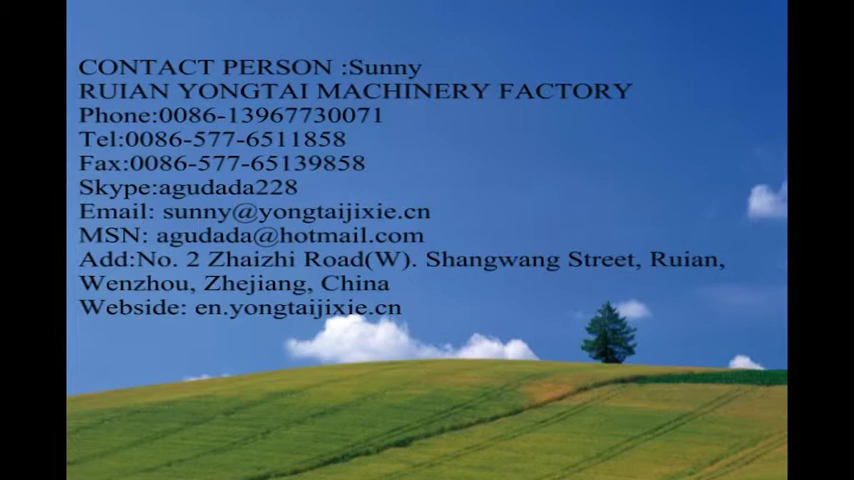 CONTACT PERSON :Sunny
RUIAN YONGTAI MACHINERY FACTORY
Phone:0086-13967730071
Tel:0086-577-6511858
Fax:0086-577-65139858
Skype:agudada228
Email: sunny@yongtaijixie.cn
MSN: agudada@hotmail.com
Add:No. 2 Zhaizhi Road(W). Shangwang Street, Ruian,
Wenzhou, Zhejiang, China
Webside: en.yongtaijixie.cn